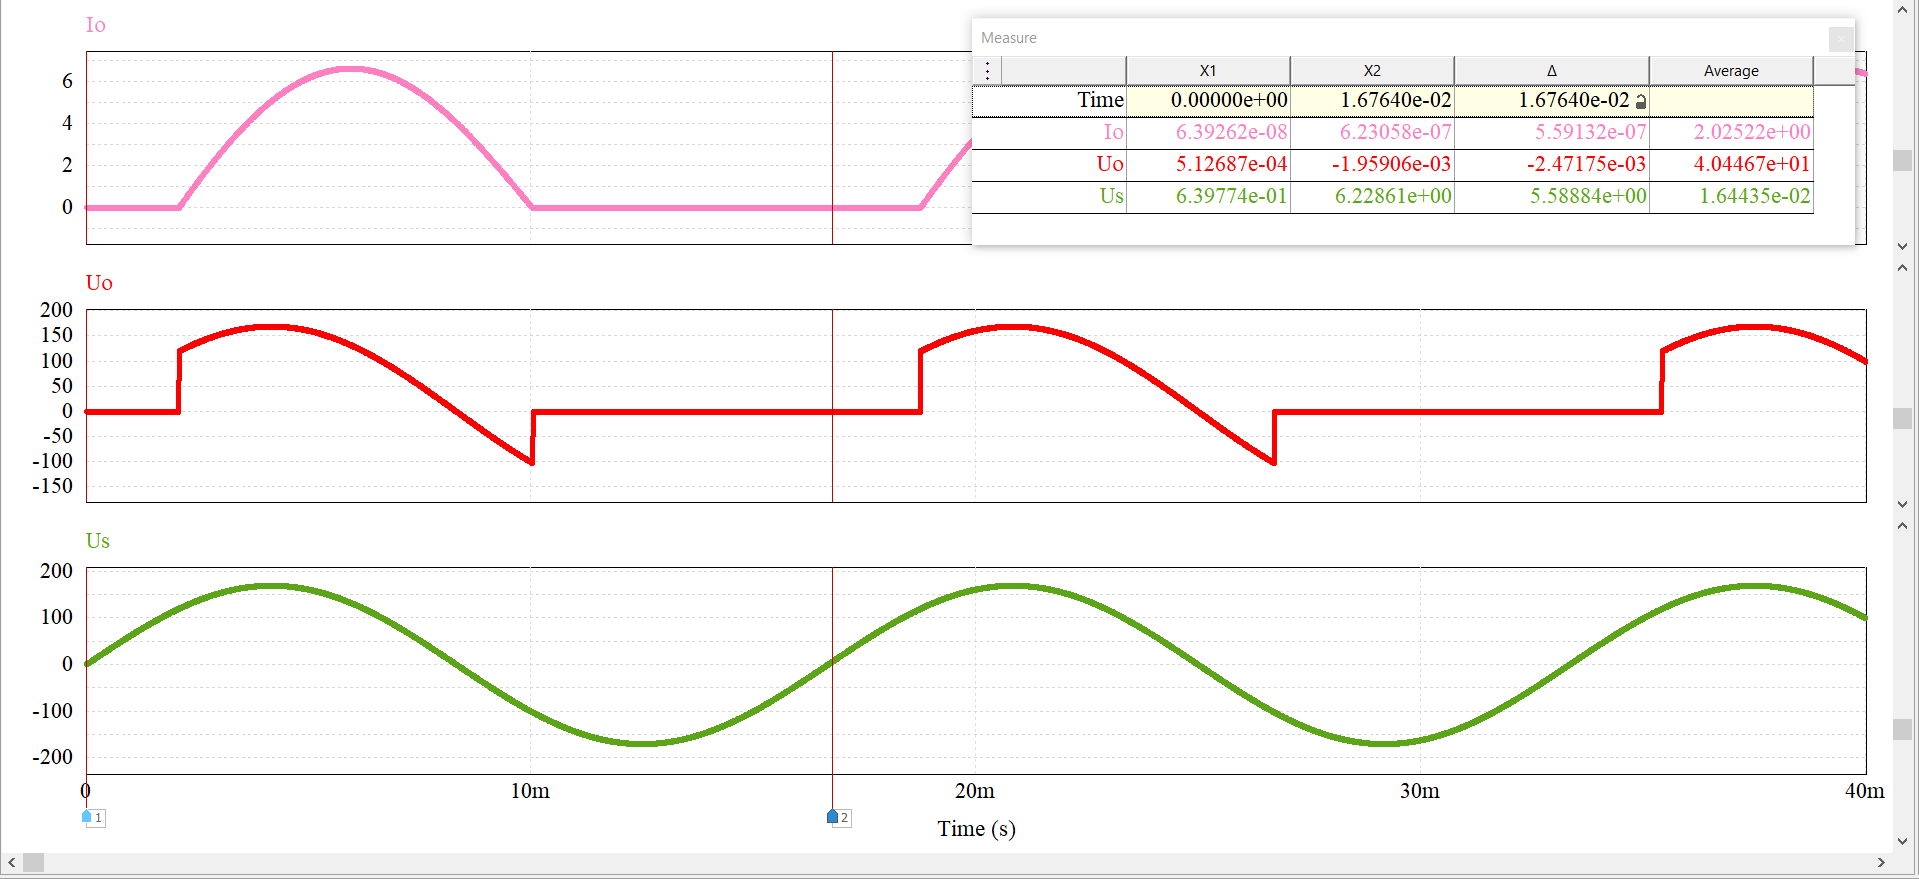 Io
6
4
2
0
Measure
X1 X2 Δ Average
Time 0.00000e+00 1.67640e-02 1.67640e-02
Io 6.39262e-08 6.23058e-07 5.59132e-07 2.02522e+00
Uo 5.12687e-04 -1.95906e-03 -2.47175e-03 4.04467e+01
Us 6.39774e-01 6.22861e+00 5.58884e+00 1.64435e-02
Uo
200
150
100
50
0
-50
-100
-150
Us
200
100
0
-100
-200
0 10m 20m 30m 40m
1 2
Time (s)